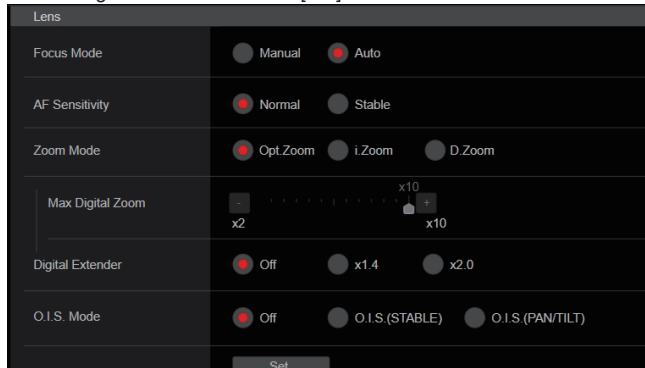 Lens
Focus Mode Manual Auto
AF Sensitivity Normal Stable
Zoom Mode Opt.Zoom i.Zoom D.Zoom
x10
Max Digital Zoom - +
x2 x10
Digital Extender Off x1.4 x2.0
O.I.S. Mode Off O.I.S.(STABLE) O.I.S.(PAN/TILT)
Set